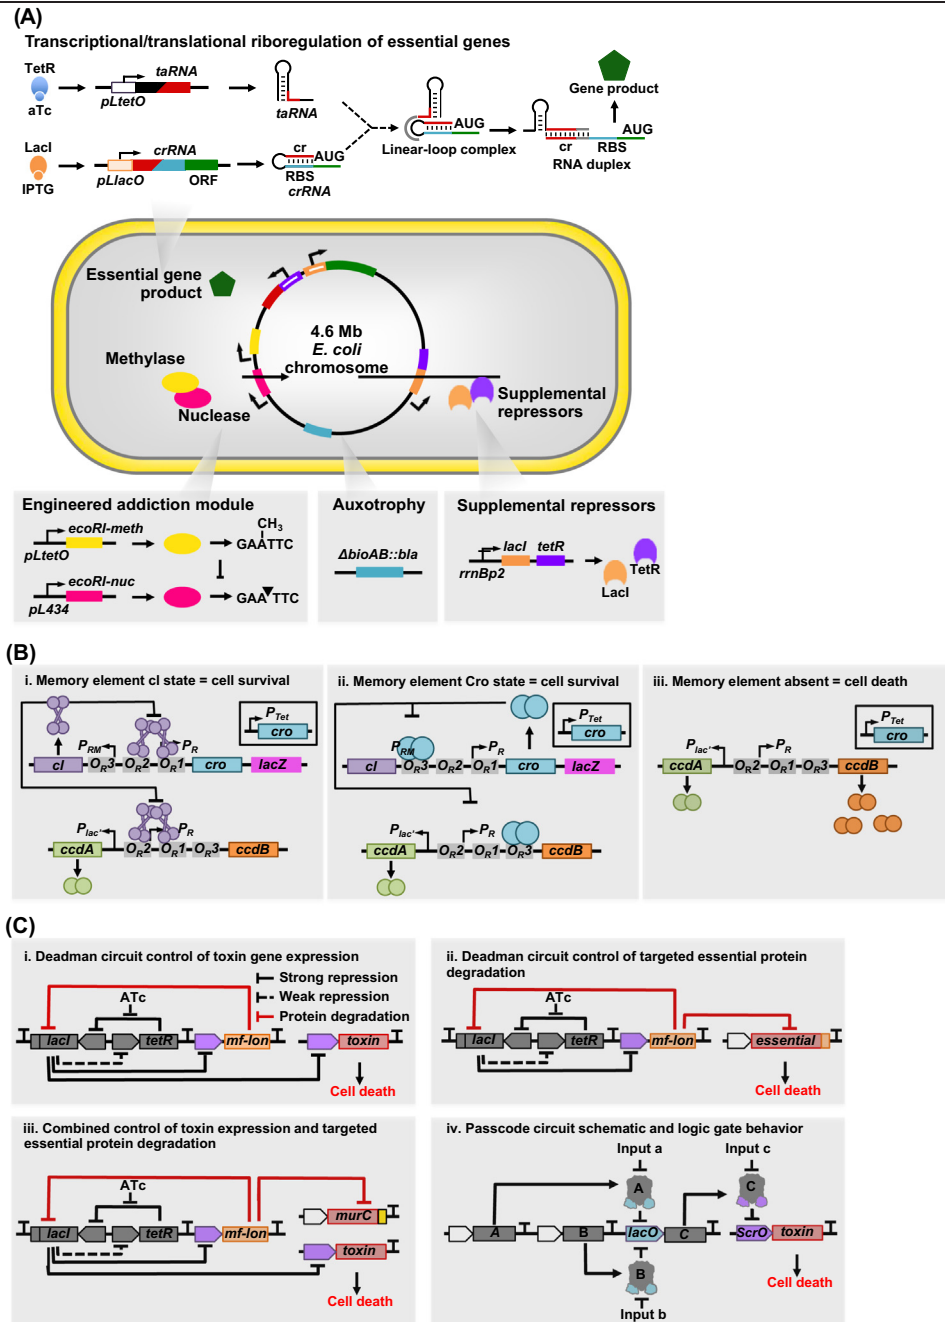 (A)
Transcriptional/translational riboregulation of essential genes
TetR
aTc
taRNA
pLtetO
taRNA
LacI
IPTG
crRNA
pLlacO
ORF
cr
AUG
RBS
crRNA
AUG
Linear-loop complex
Gene product
AUG
cr
RBS
RNA duplex
Essential gene
product
4.6 Mb
E. coli
chromosome
Methylase
Nuclease
Supplemental
repressors
Engineered addiction module
ecoRI-meth
pLtetO
CH3
GAATTC
ecoRI-nuc
pL434
GAA TTC
Auxotrophy
ΔbioAB::bla
Supplemental repressors
lacI
tetR
rrnBp2
TetR
LacI
(B)
i. Memory element cI state = cell survival
PTet
cro
PRM
PR
cI
OR3
OR2
OR1
cro
lacZ
Plac'
PR
ccdA
OR2
OR1
OR3
ccdB
ii. Memory element Cro state = cell survival
PTet
cro
PRM
PR
cI
OR3
OR2
OR1
cro
lacZ
Plac'
PR
ccdA
OR2
OR1
OR3
ccdB
iii. Memory element absent = cell death
PTet
cro
Plac'
PR
ccdA
OR2
OR1
OR3
ccdB
(C)
i. Deadman circuit control of toxin gene expression
Strong repression
Weak repression
Protein degradation
ATc
lacI
tetR
mf-lon
toxin
Cell death
ii. Deadman circuit control of targeted essential protein
degradation
ATc
lacI
tetR
mf-lon
essential
Cell death
iii. Combined control of toxin expression and targeted
essential protein degradation
ATc
lacI
tetR
mf-lon
murC
toxin
Cell death
iv. Passcode circuit schematic and logic gate behavior
Input a
Input c
A
C
A
B
lacO
C
ScrO
toxin
B
Cell death
Input b